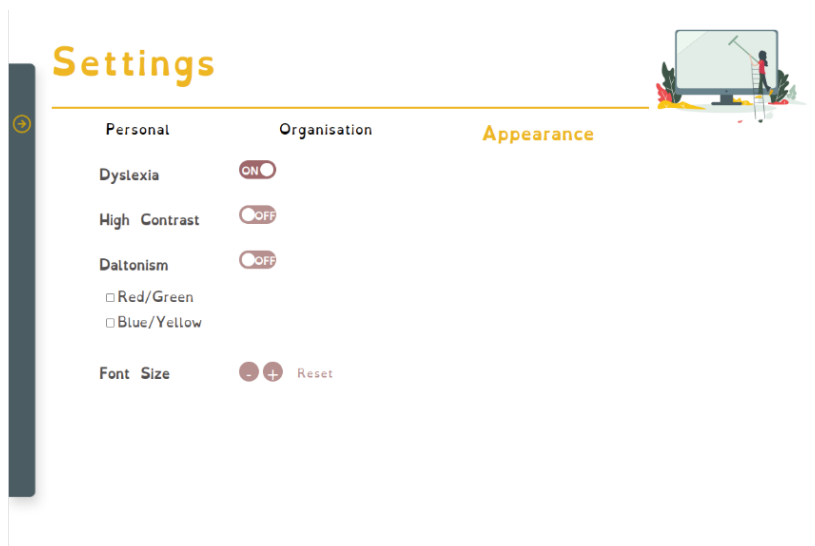 Settings
Personal Organisation Appearance
Dyslexia ON
High Contrast OFF
Daltonism OFF
Red/Green
Blue/Yellow
Font Size - + Reset